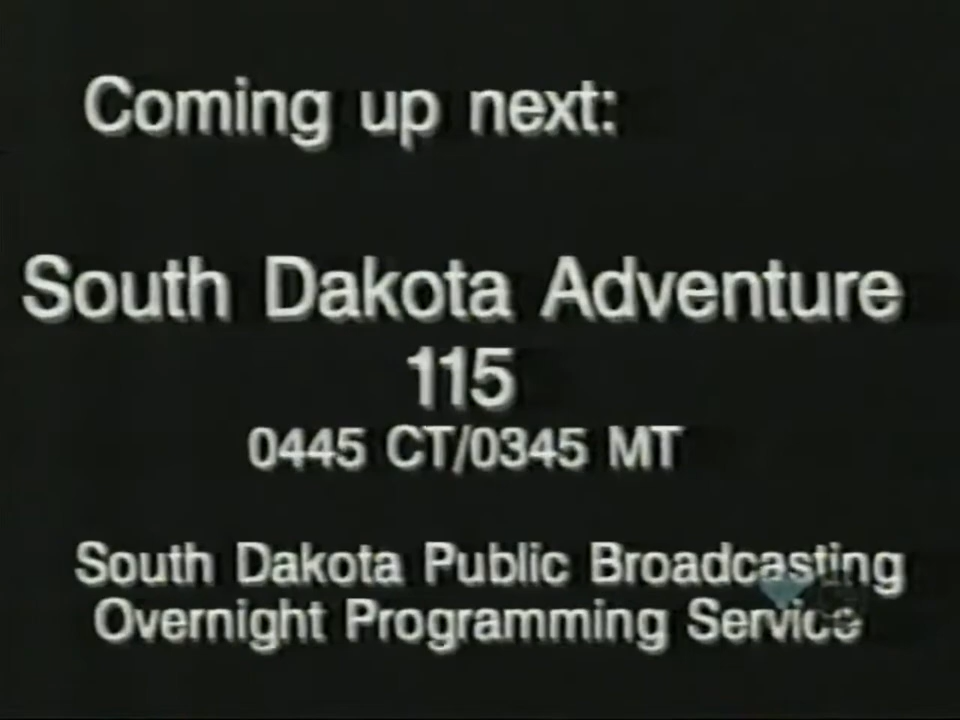 Coming up next:
South Dakota Adventure
115
0445 CT/0345 MT
South Dakota Public Broadcasting
Overnight Programming Service